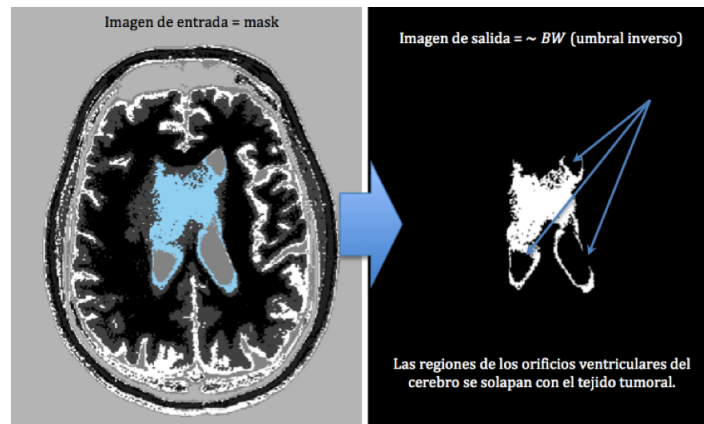 Imagen de entrada = mask
Imagen de salida = ~ BW (umbral inverso)
Las regiones de los orificios ventriculares del
cerebro se solapan con el tejido tumoral.